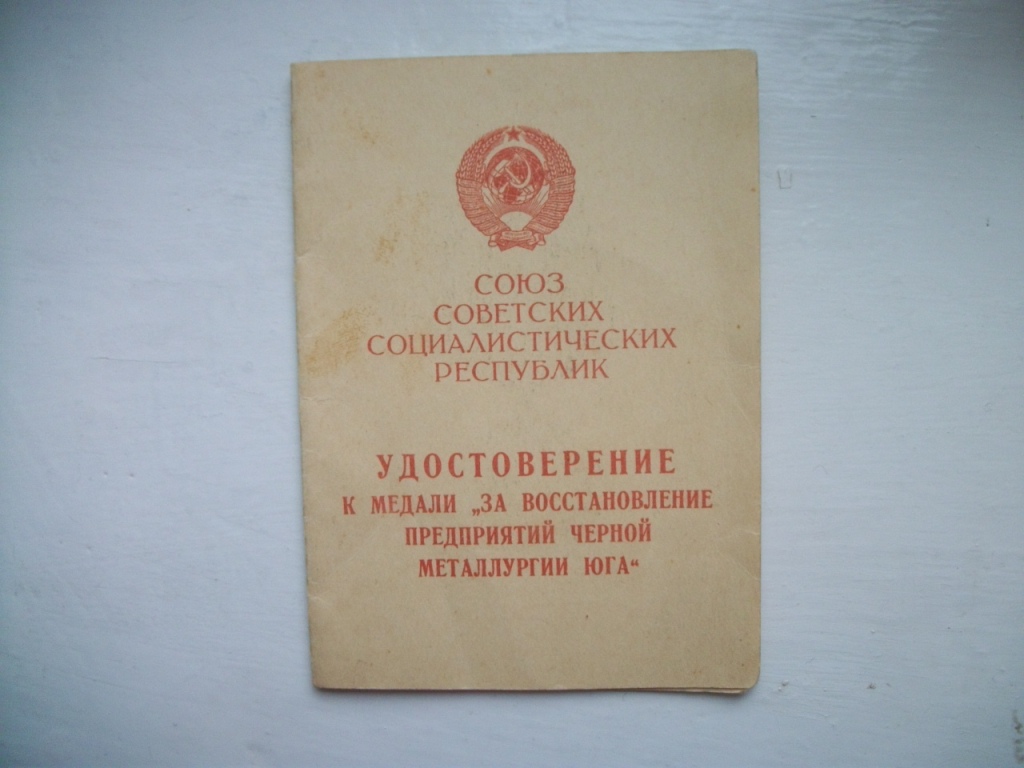 СОЮЗ
СОВЕТСКИХ
СОЦИАЛИСТИЧЕСКИХ
РЕСПУБЛИК
УДОСТОВЕРЕНИЕ
К МЕДАЛИ „ЗА ВОССТАНОВЛЕНИЕ
ПРЕДПРИЯТИЙ ЧЕРНОЙ
МЕТАЛЛУРГИИ ЮГА“